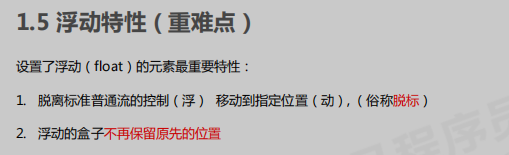 1.5 浮动特性（重难点）
设置了浮动（float）的元素最重要特性：
1. 脱离标准普通流的控制（浮） 移动到指定位置（动），（俗称脱标）
2. 浮动的盒子不再保留原先的位置
程序员